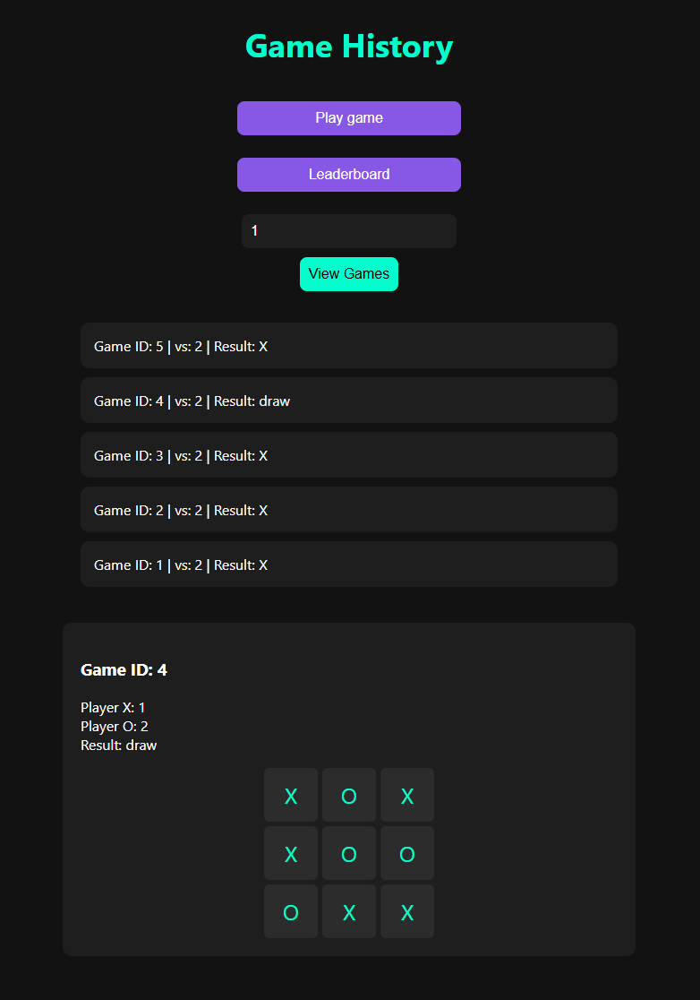 Game History
Play game
Leaderboard
1
View Games
Game ID: 5 | vs: 2 | Result: X
Game ID: 4 | vs: 2 | Result: draw
Game ID: 3 | vs: 2 | Result: X
Game ID: 2 | vs: 2 | Result: X
Game ID: 1 | vs: 2 | Result: X
Game ID: 4
Player X: 1
Player O: 2
Result: draw
X O X
X O O
O X X